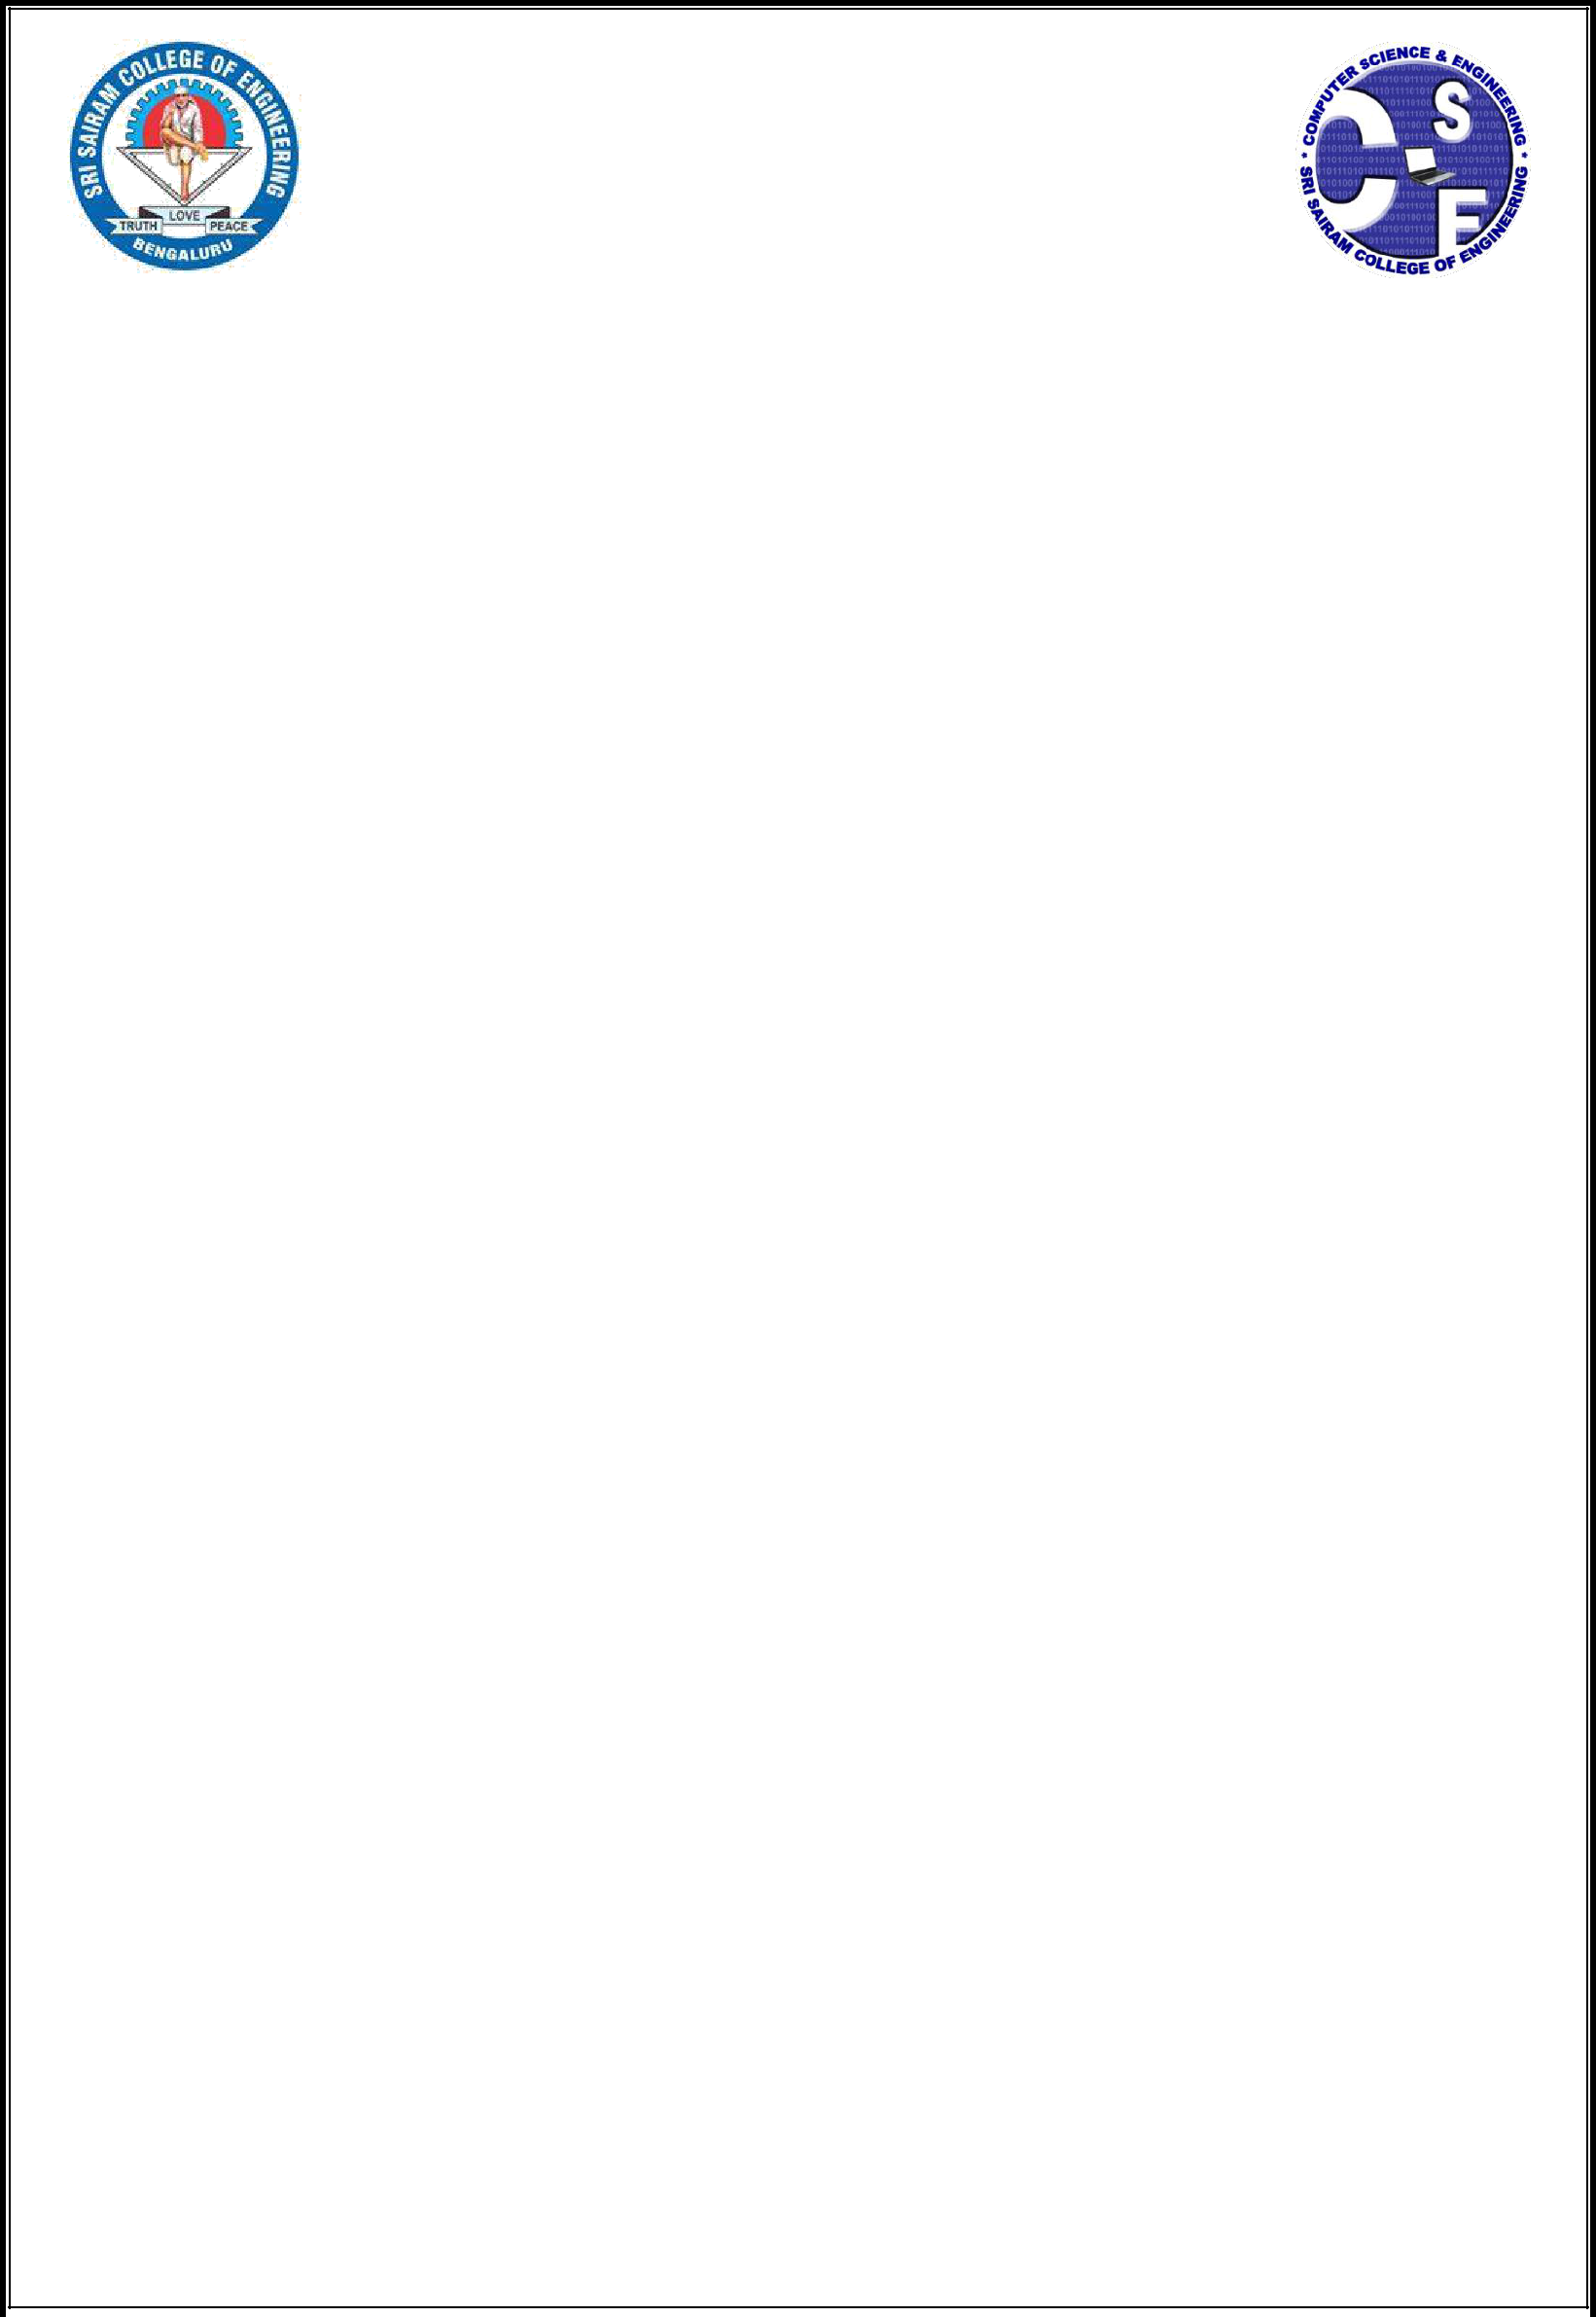 SRI SAIRAM COLLEGE OF ENGINEERING
LOVE
TRUTH PEACE
BENGALURU
* COMPUTER SCIENCE & ENGINEERING *
SRI SAIRAM COLLEGE OF ENGINEERING
C S E